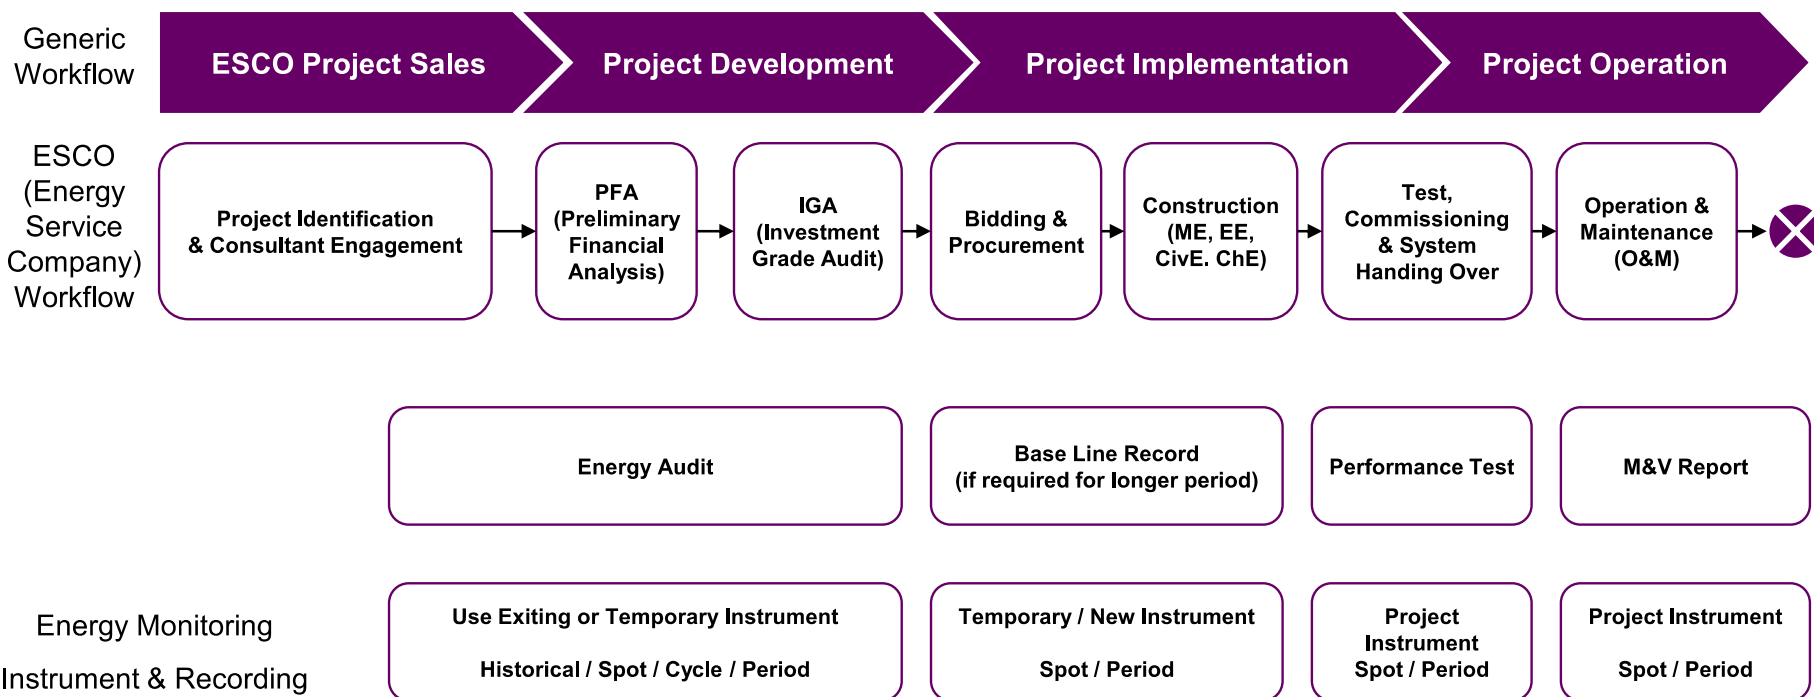 Generic
Workflow
ESCO Project Sales
Project Development
Project Implementation
Project Operation
ESCO
(Energy
Service
Company)
Workflow
Project Identification
& Consultant Engagement
PFA
(Preliminary
Financial
Analysis)
IGA
(Investment
Grade Audit)
Bidding &
Procurement
Construction
(ME, EE,
CivE. ChE)
Test,
Commissioning
& System
Handing Over
Operation &
Maintenance
(O&M)
Energy Audit
Base Line Record
(if required for longer period)
Performance Test
M&V Report
Energy Monitoring
Instrument & Recording
Use Exiting or Temporary Instrument
Historical / Spot / Cycle / Period
Temporary / New Instrument
Spot / Period
Project
Instrument
Spot / Period
Project Instrument
Spot / Period